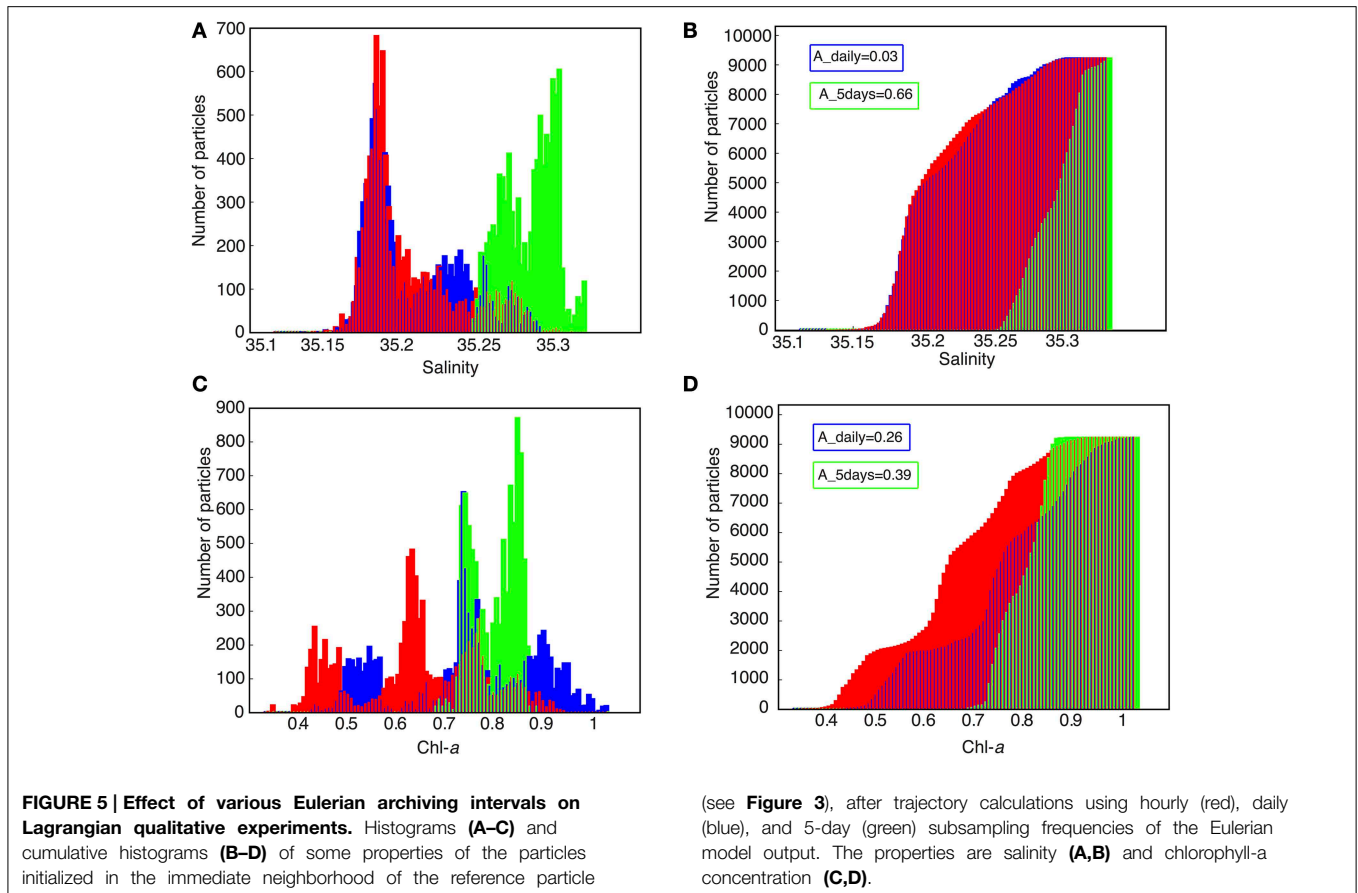 A
Number of particles
700
600
500
400
300
200
100
0
35.1 35.15 35.2 35.25 35.3
Salinity
B
Number of particles
10000
9000
8000
7000
6000
5000
4000
3000
2000
1000
0
A_daily=0.03
A_5days=0.66
35.1 35.15 35.2 35.25 35.3
Salinity
C
Number of particles
900
800
700
600
500
400
300
200
100
0
0.4 0.5 0.6 0.7 0.8 0.9 1
Chl-a
D
Number of particles
10000
9000
8000
7000
6000
5000
4000
3000
2000
1000
0
A_daily=0.26
A_5days=0.39
0.4 0.5 0.6 0.7 0.8 0.9 1
Chl-a
FIGURE 5 | Effect of various Eulerian archiving intervals on
Lagrangian qualitative experiments. Histograms (A–C) and
cumulative histograms (B–D) of some properties of the particles
initialized in the immediate neighborhood of the reference particle
(see Figure 3), after trajectory calculations using hourly (red), daily
(blue), and 5-day (green) subsampling frequencies of the Eulerian
model output. The properties are salinity (A,B) and chlorophyll-a
concentration (C,D).